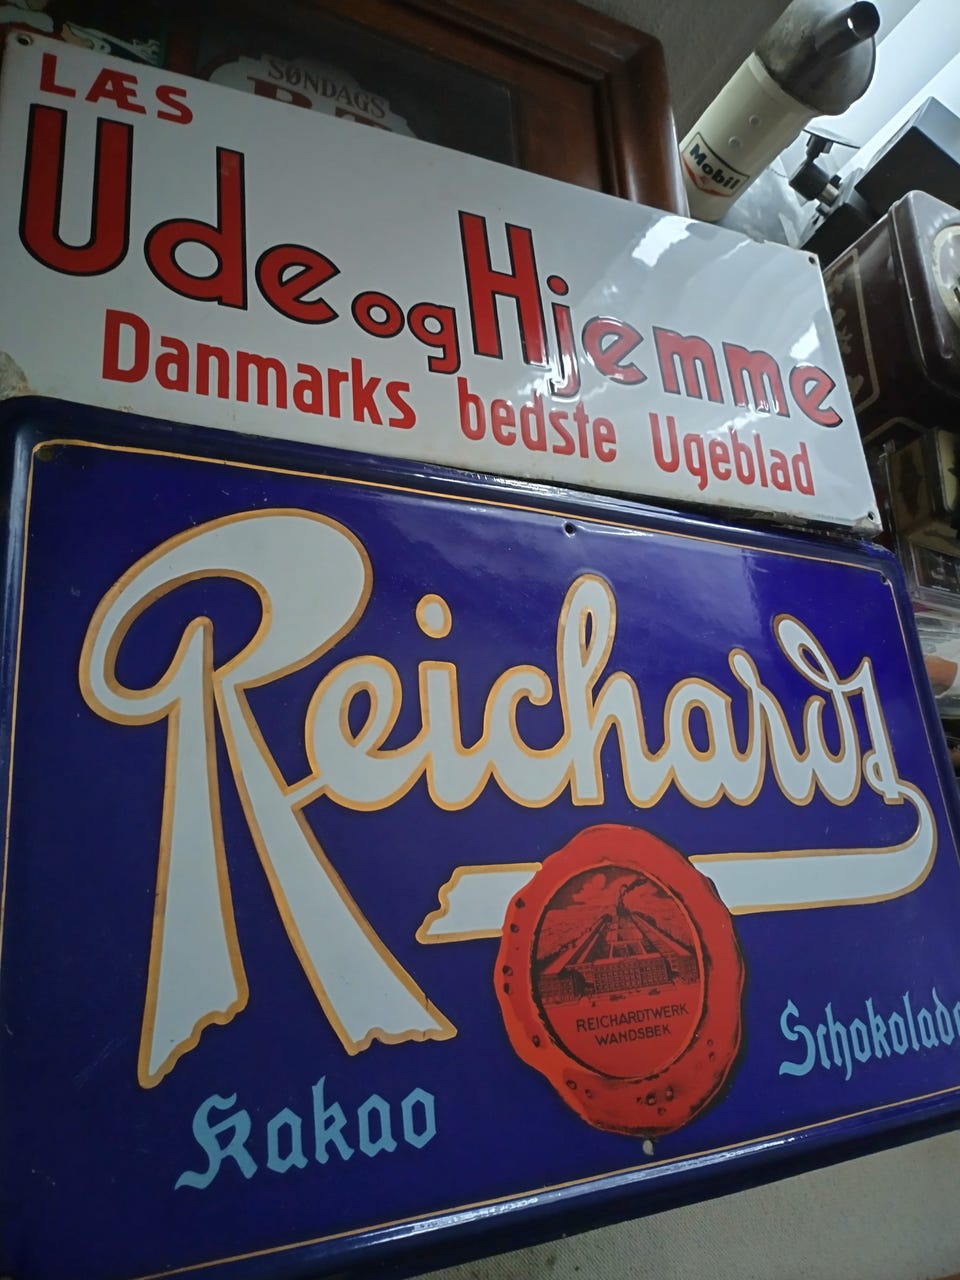 SØNDAGS
LÆS
Ude og Hjemme
Danmarks bedste Ugeblad
Mobil
Reichardt
REICHARDTWERK
WANDSBEK
Kakao
Schokolade